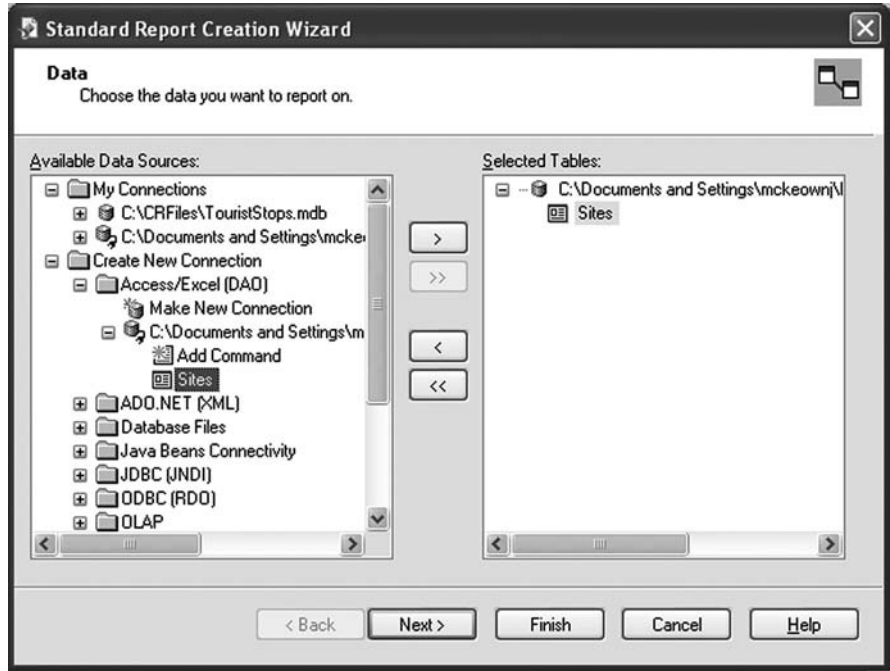 Standard Report Creation Wizard
Data
Choose the data you want to report on.
Available Data Sources:
My Connections
C:\CRFiles\TouristStops.mdb
C:\Documents and Settings\mcke
Create New Connection
Access/Excel (DAO)
Make New Connection
C:\Documents and Settings\m
Add Command
Sites
ADO.NET (XML)
Database Files
Java Beans Connectivity
JDBC (JNDI)
ODBC (RDO)
OLAP
>
>>
<
<<
Selected Tables:
C:\Documents and Settings\mckeownj\
Sites
< Back
Next >
Finish
Cancel
Help